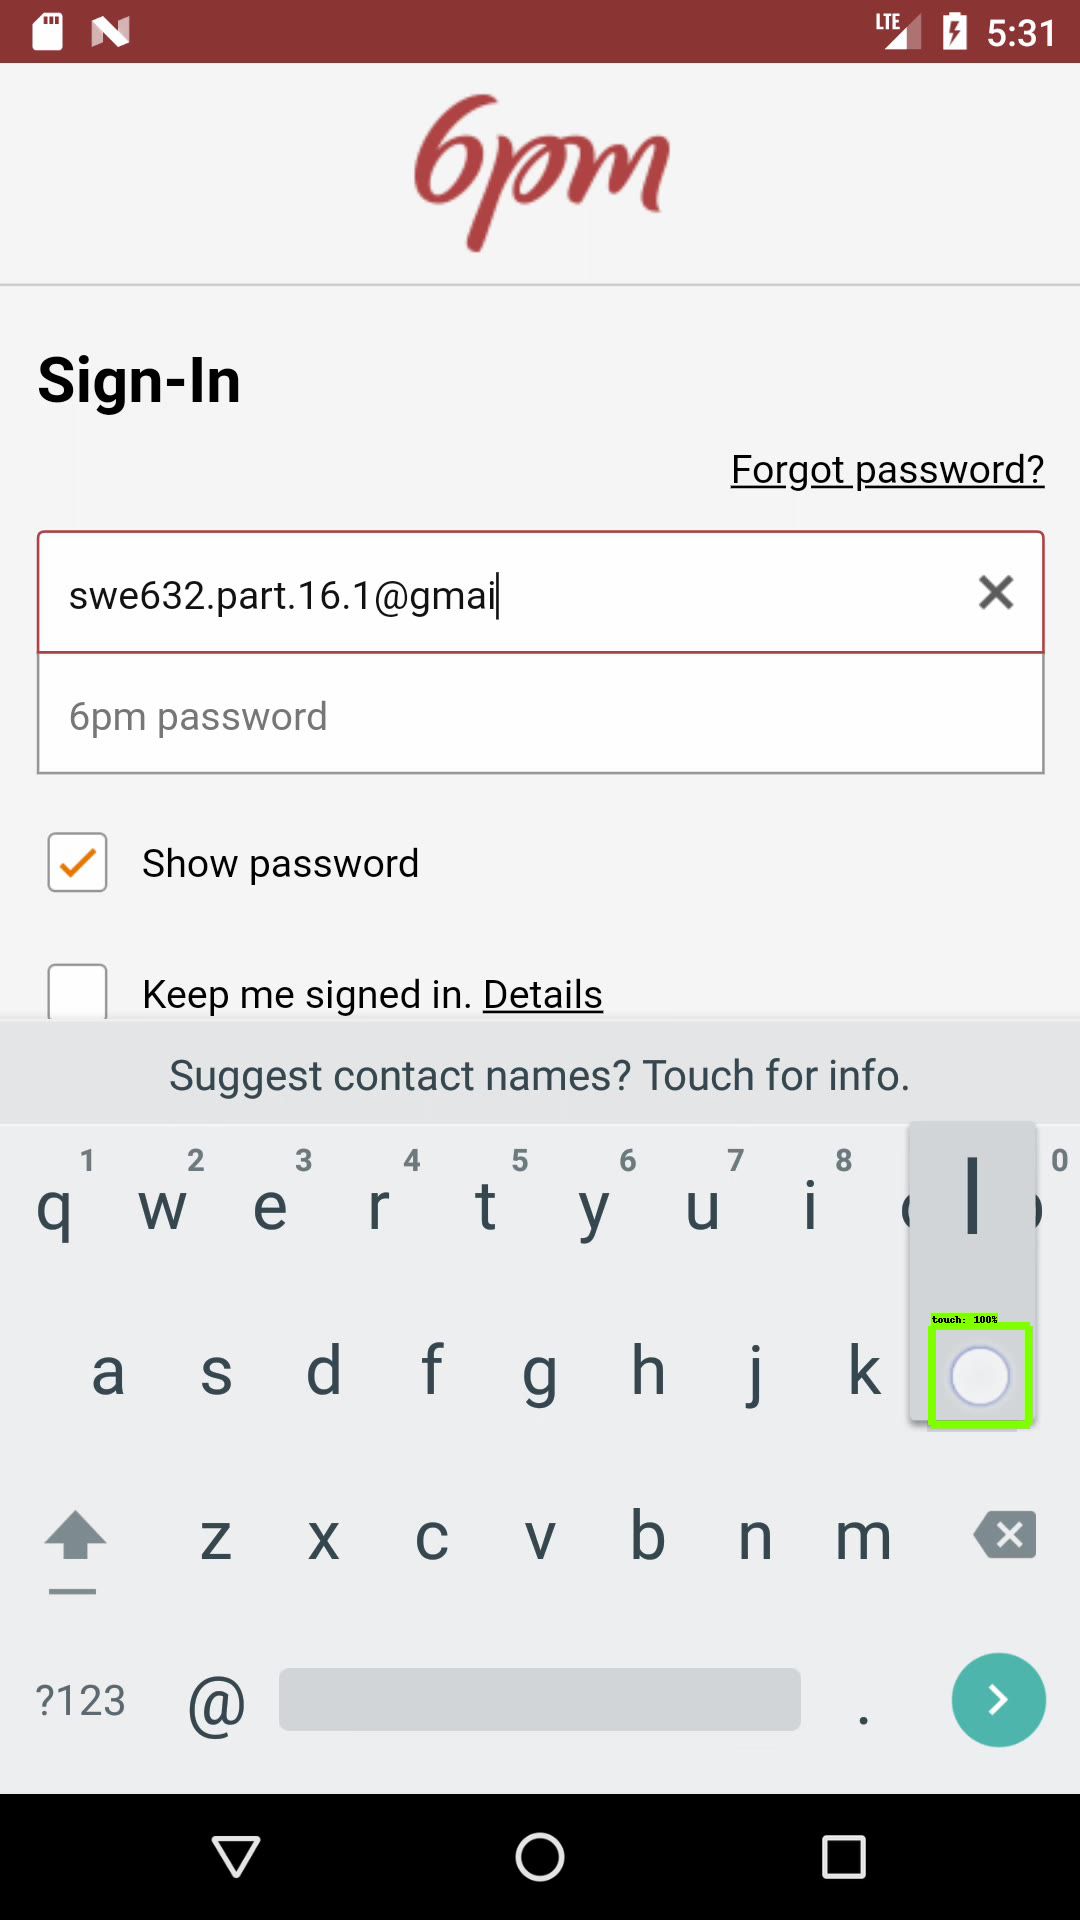 LTE 5:31
6pm
Sign-In
Forgot password?
swe632.part.16.1@gmai
6pm password
Show password
Keep me signed in. Details
Suggest contact names? Touch for info.
1 2 3 4 5 6 7 8 0
q w e r t y u i l
touch: 100%
a s d f g h j k
z x c v b n m
?123 @ .